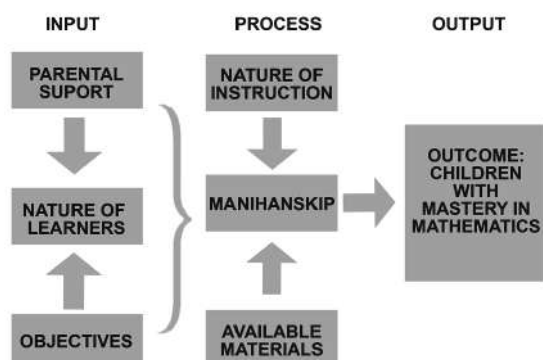 INPUT
PROCESS
OUTPUT
PARENTAL
SUPORT
NATURE OF
LEARNERS
OBJECTIVES
NATURE OF
INSTRUCTION
MANIHANSKIP
AVAILABLE
MATERIALS
OUTCOME:
CHILDREN
WITH
MASTERY IN
MATHEMATICS